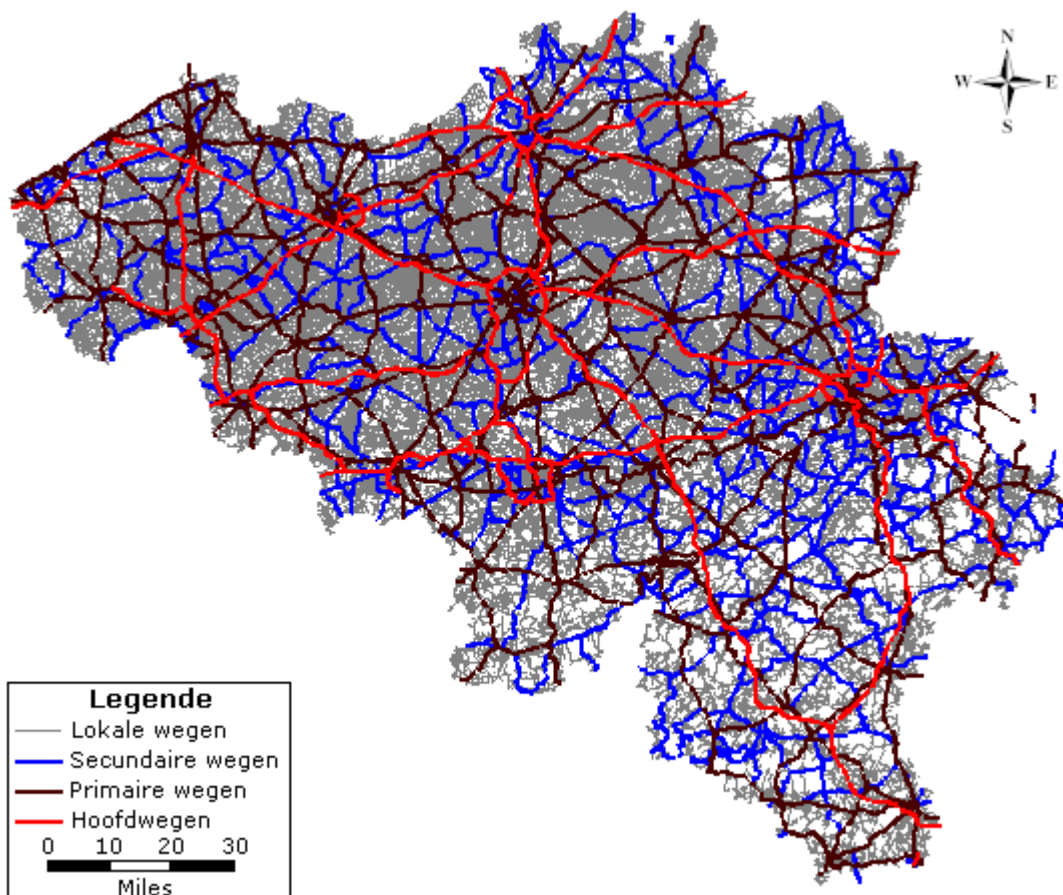 N
W E
S
Legende
Lokale wegen
Secundaire wegen
Primaire wegen
Hoofdwegen
0 10 20 30
Miles